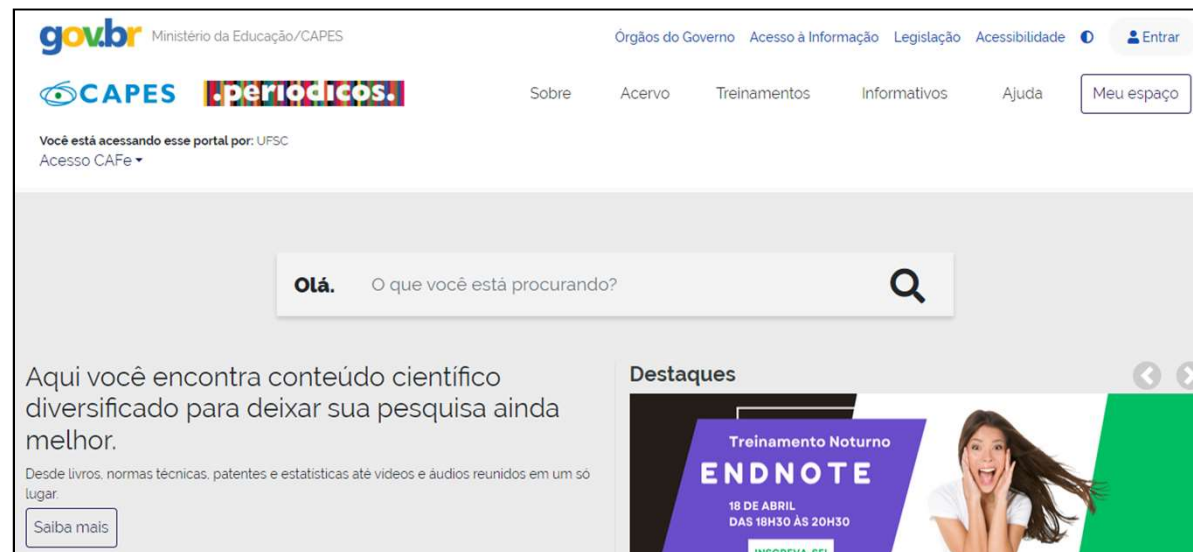 gov.br Ministério da Educação/CAPES
Órgãos do Governo Acesso à Informação Legislação Acessibilidade Entrar
CAPES .periodicos.
Sobre Acervo Treinamentos Informativos Ajuda Meu espaço
Você está acessando esse portal por: UFSC
Acesso CAFe
Olá. O que você está procurando?
Aqui você encontra conteúdo científico
diversificado para deixar sua pesquisa ainda
melhor.
Desde livros, normas técnicas, patentes e estatísticas até vídeos e áudios reunidos em um só
lugar.
Saiba mais
Destaques
Treinamento Noturno
ENDNOTE
18 DE ABRIL
DAS 18H30 ÀS 20H30
INSCREVA-SE!